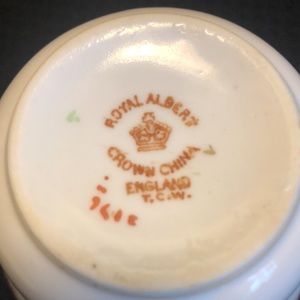 ROYAL ALBERT
CROWN CHINA
ENGLAND
T.C.W.